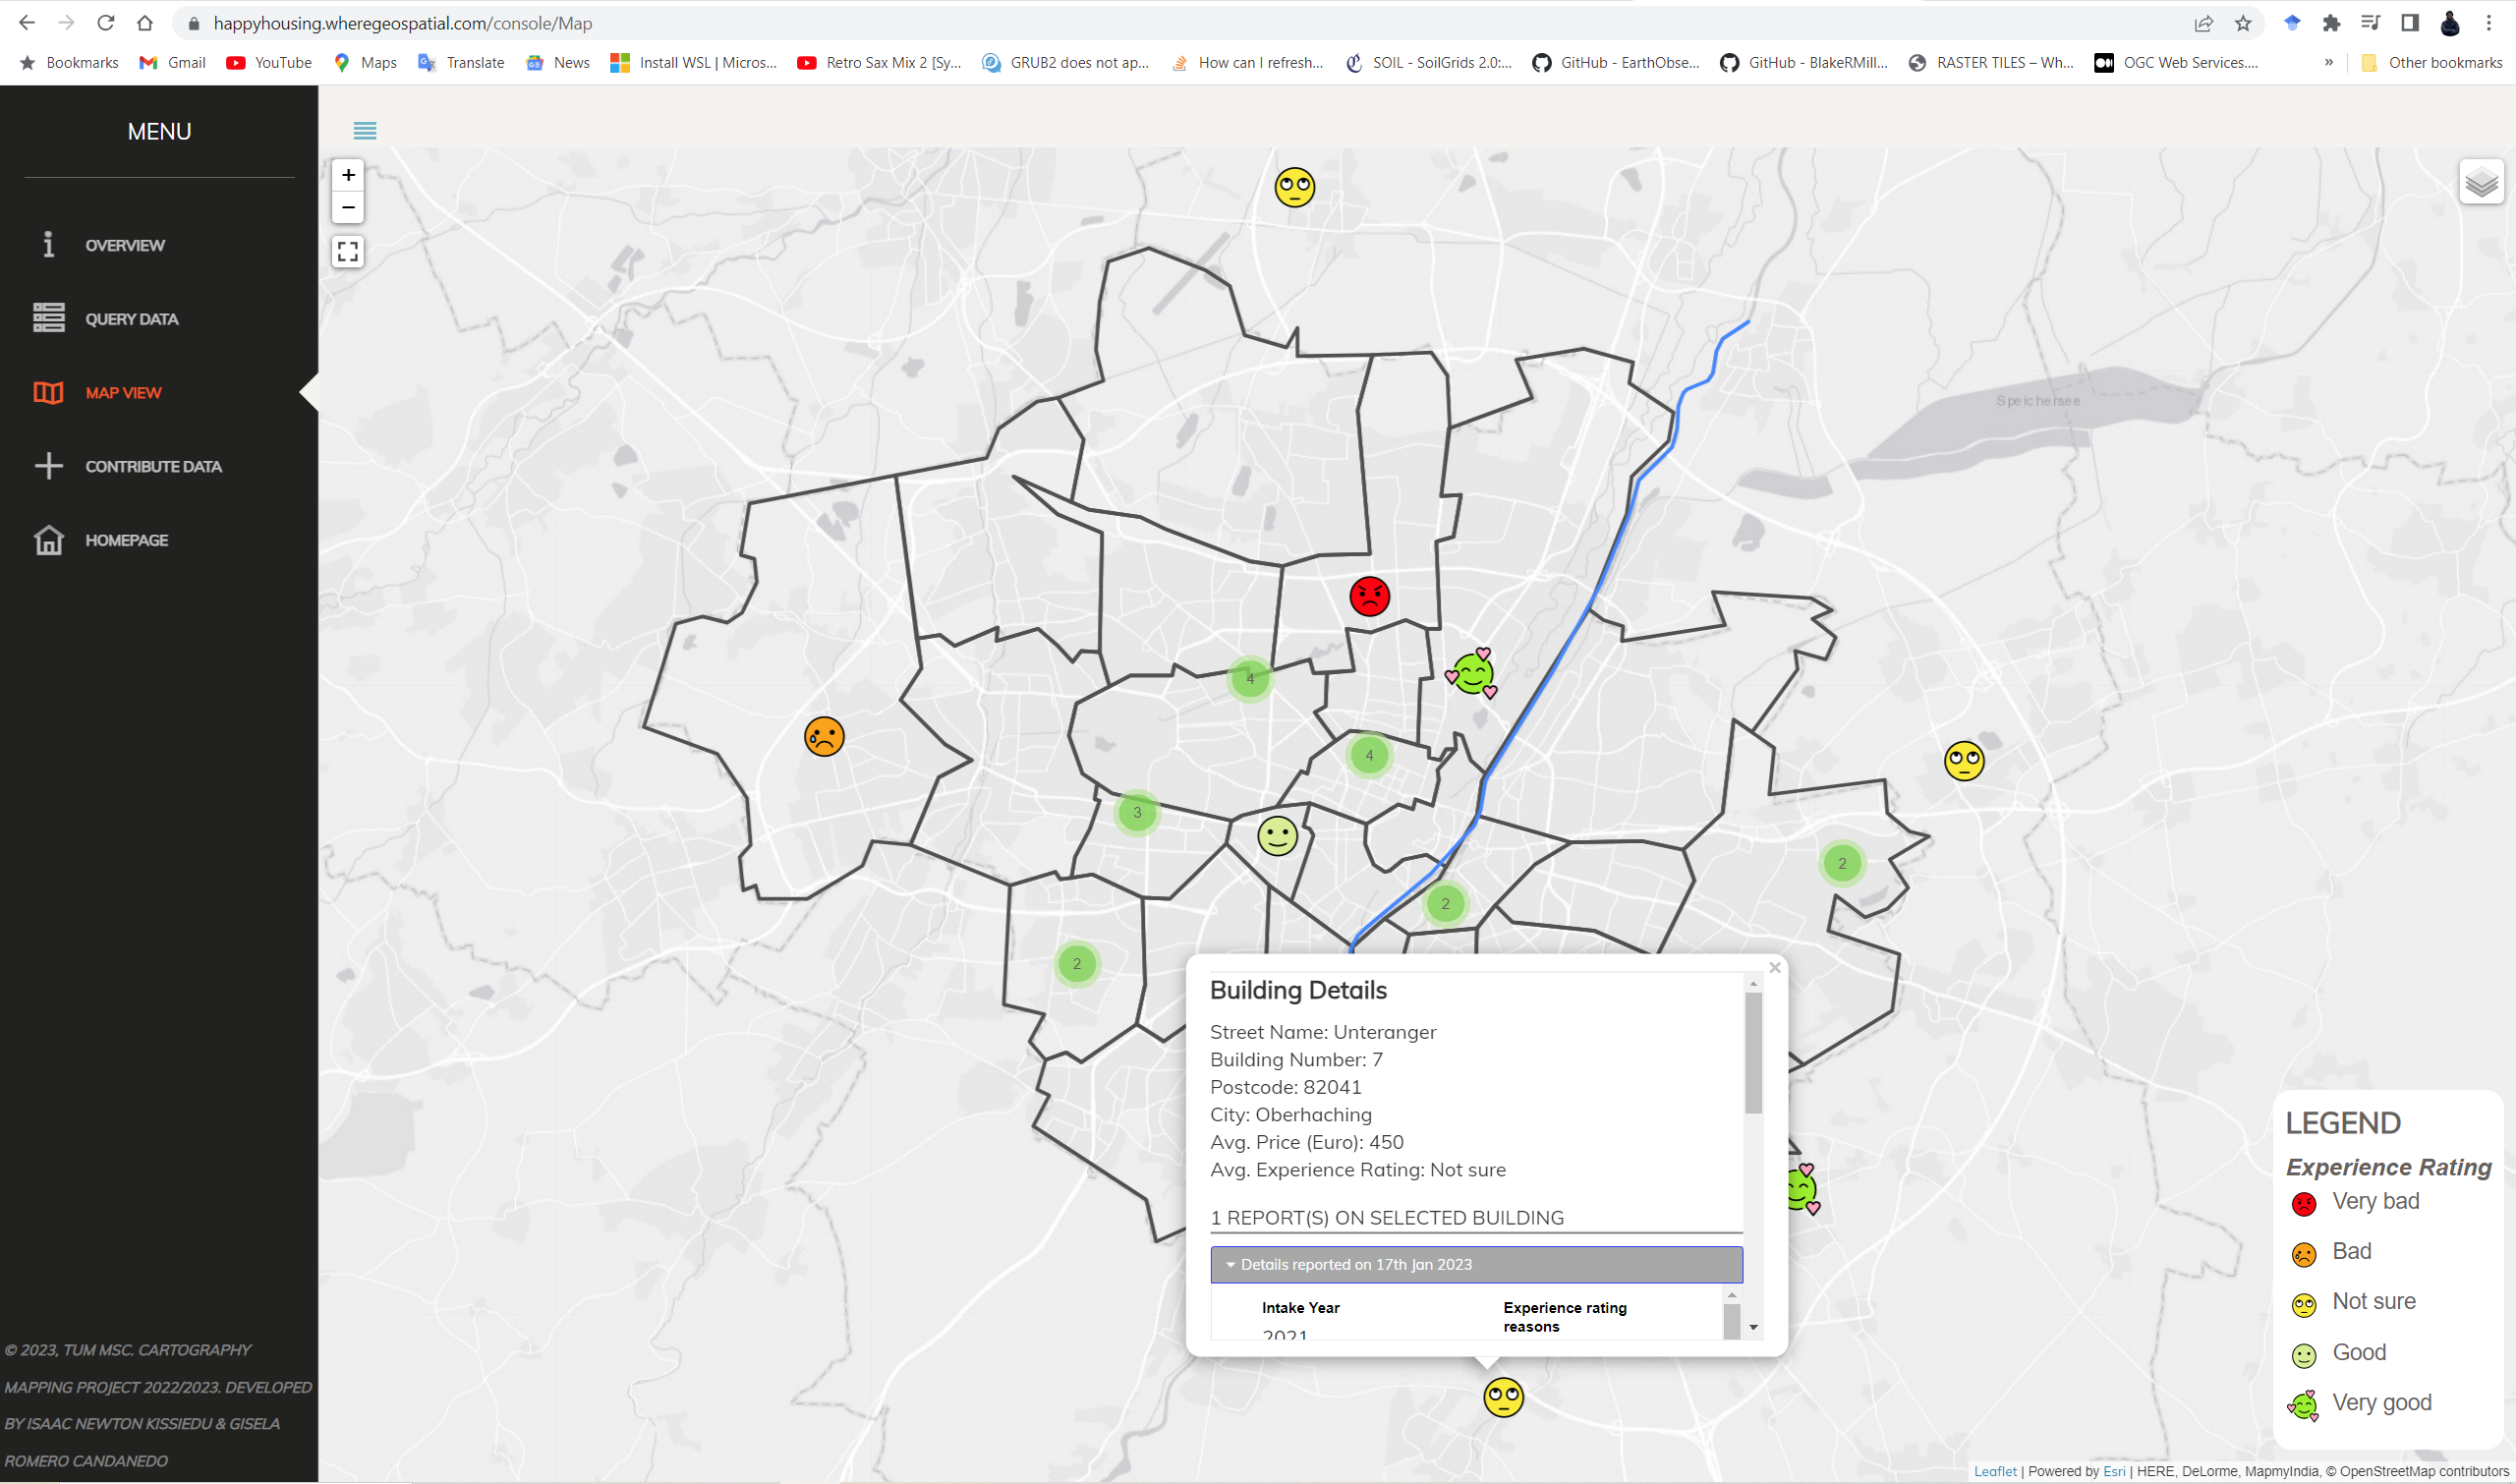 happyhousing.wheregeospatial.com/console/Map
Bookmarks Gmail YouTube Maps Translate News Install WSL | Micros... Retro Sax Mix 2 [Sy... GRUB2 does not ap... How can I refresh... SOIL - SoilGrids 2.0:... GitHub - EarthObse... GitHub - BlakeRMill... RASTER TILES – Wh... OGC Web Services.... » Other bookmarks
MENU
OVERVIEW
QUERY DATA
MAP VIEW
CONTRIBUTE DATA
HOMEPAGE
© 2023, TUM MSC. CARTOGRAPHY
MAPPING PROJECT 2022/2023. DEVELOPED
BY ISAAC NEWTON KISSIEDU & GISELA
ROMERO CANDANEDO
+
−
Speichersee
4
4
3
2
2
2
×
Building Details
Street Name: Unteranger
Building Number: 7
Postcode: 82041
City: Oberhaching
Avg. Price (Euro): 450
Avg. Experience Rating: Not sure
1 REPORT(S) ON SELECTED BUILDING
Details reported on 17th Jan 2023
Intake Year
2021
Experience rating
reasons
LEGEND
Experience Rating
Very bad
Bad
Not sure
Good
Very good
Leaflet | Powered by Esri | HERE, DeLorme, MapmyIndia, © OpenStreetMap contributors